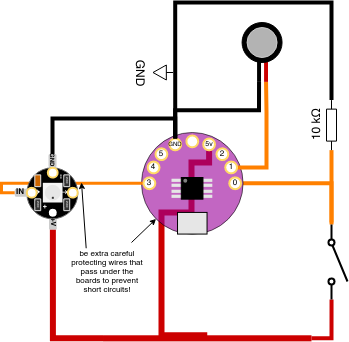 GND
10 kΩ
GND
5v
5
2
4
1
3
0
GND
IN
+V
be extra careful
protecting wires that
pass under the
boards to prevent
short circuits!